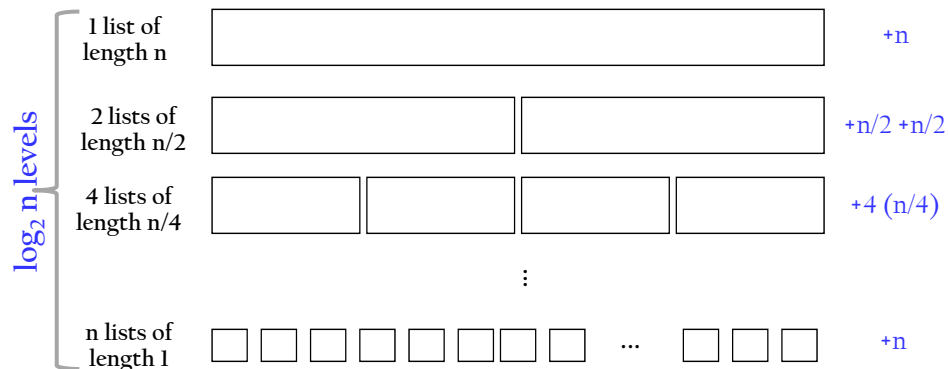 log₂ n levels
1 list of
length n
+n
2 lists of
length n/2
+n/2 +n/2
4 lists of
length n/4
+4 (n/4)
⋮
n lists of
length 1
...
+n